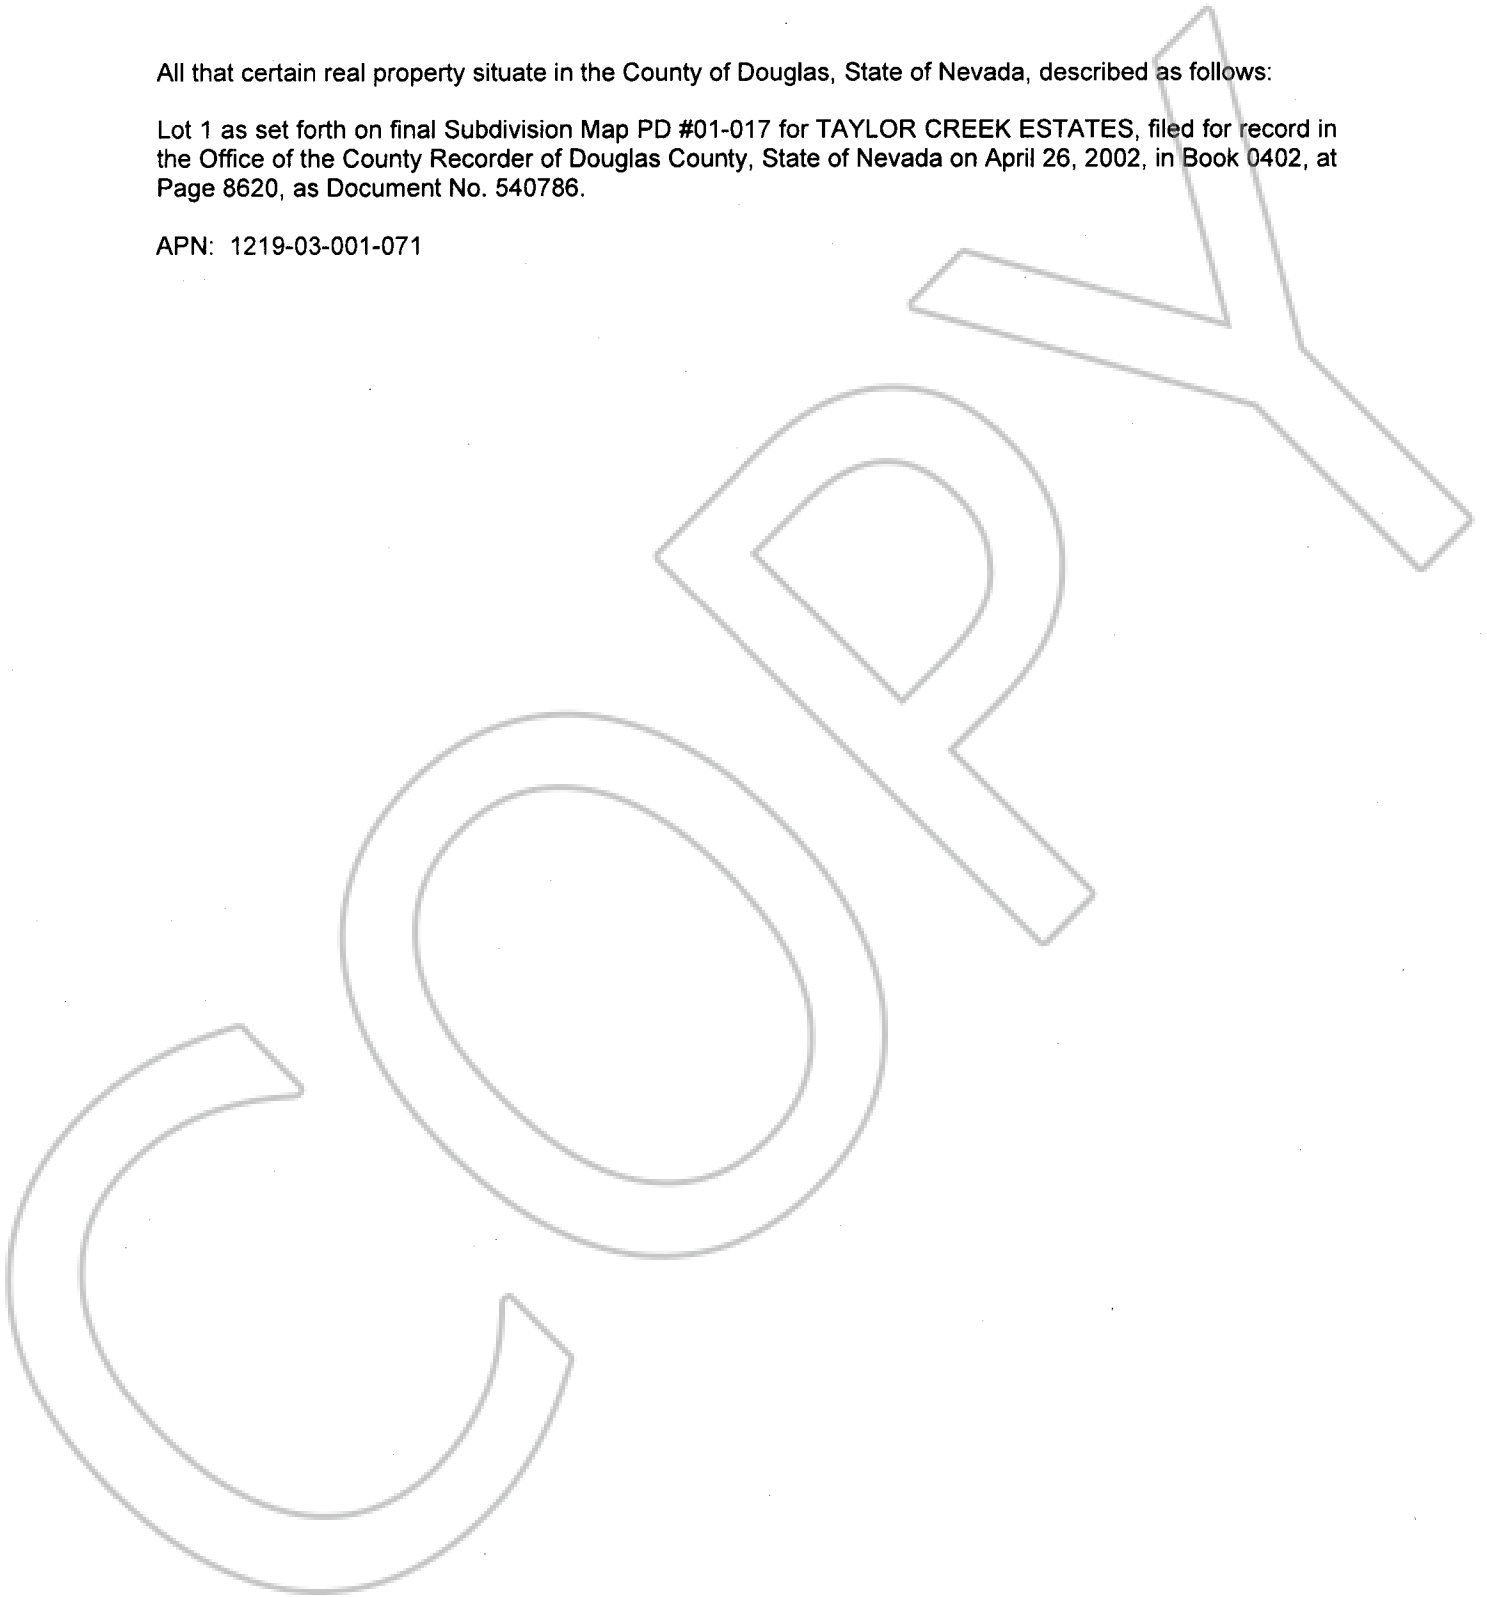 All that certain real property situate in the County of Douglas, State of Nevada, described as follows:
Lot 1 as set forth on final Subdivision Map PD #01-017 for TAYLOR CREEK ESTATES, filed for record in
the Office of the County Recorder of Douglas County, State of Nevada on April 26, 2002, in Book 0402, at
Page 8620, as Document No. 540786.
APN: 1219-03-001-071
COPY